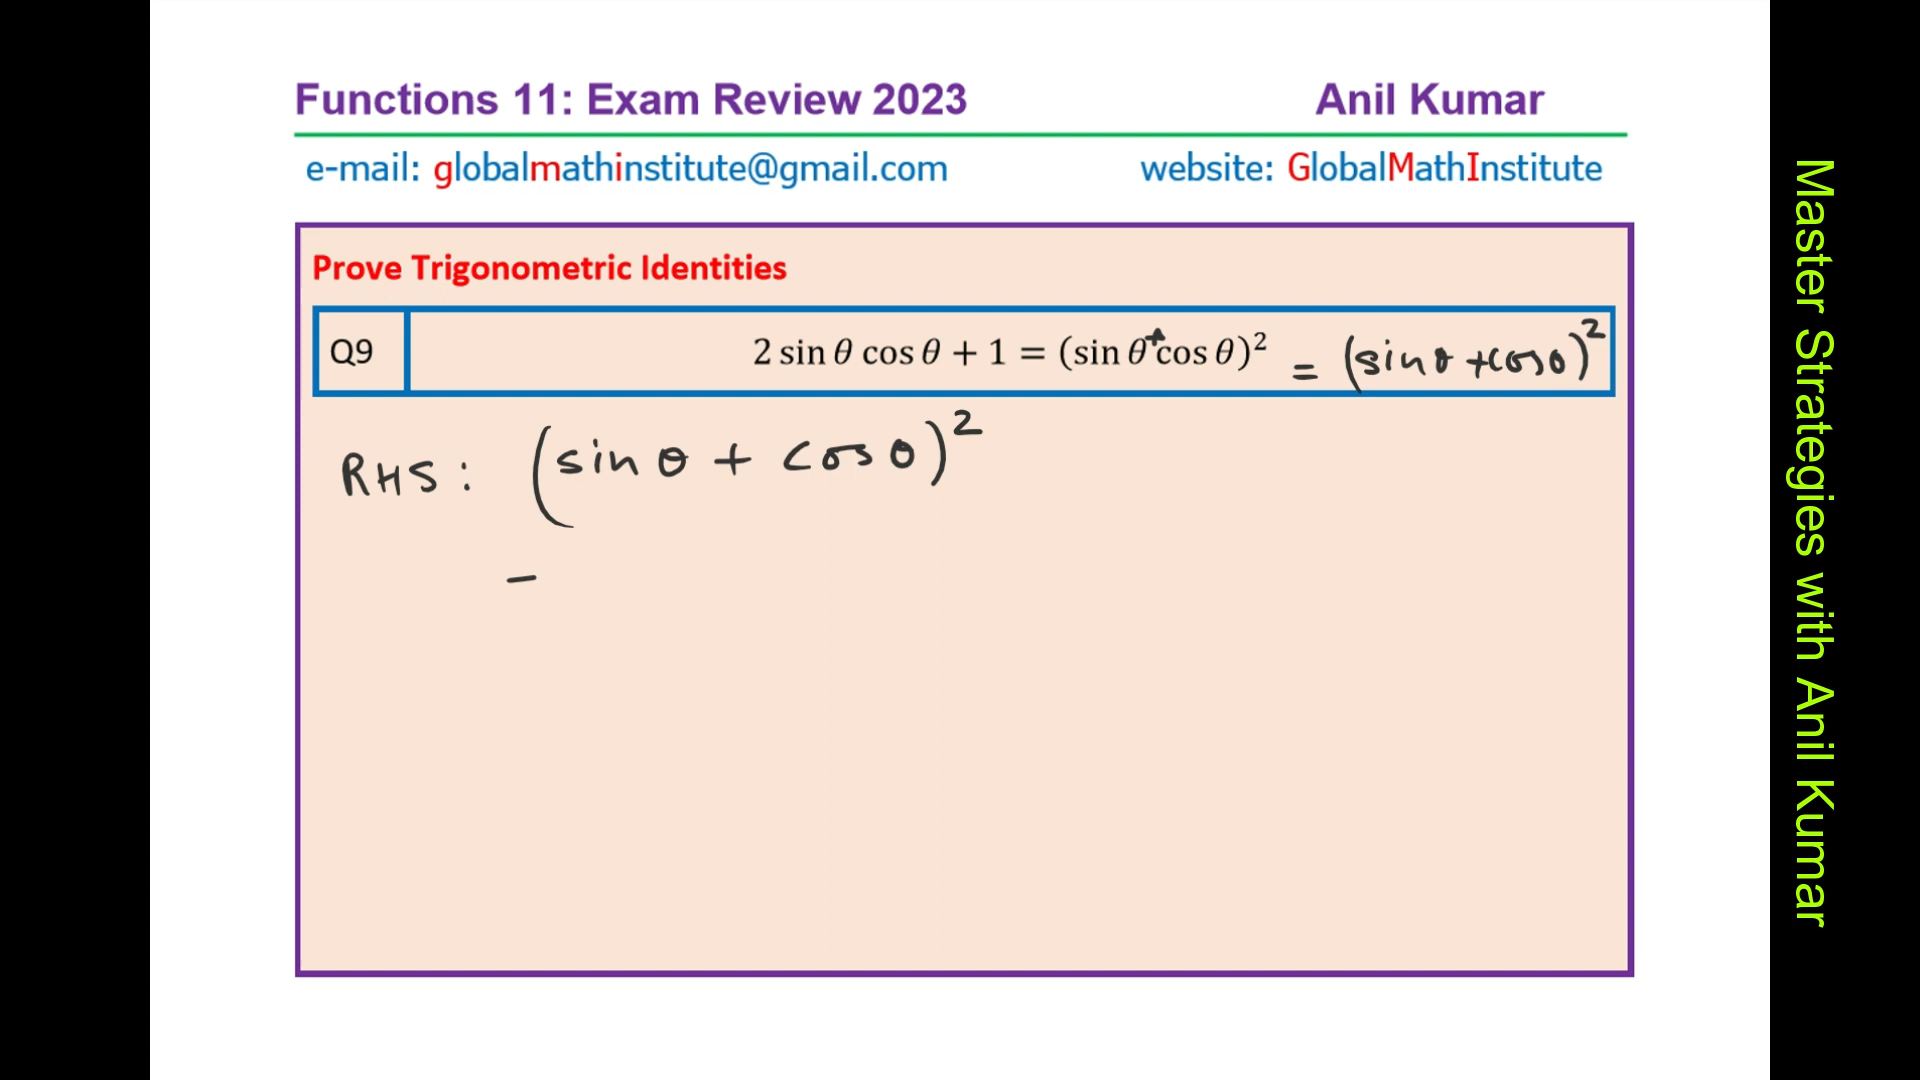 Functions 11: Exam Review 2023 Anil Kumar
e-mail: globalmathinstitute@gmail.com website: GlobalMathInstitute
Prove Trigonometric Identities
Q9 2 sin θ cos θ + 1 = (sin θ + cos θ)² = (sin θ + cos θ)²
RHS: (sin θ + cos θ)²
–
Master Strategies with Anil Kumar